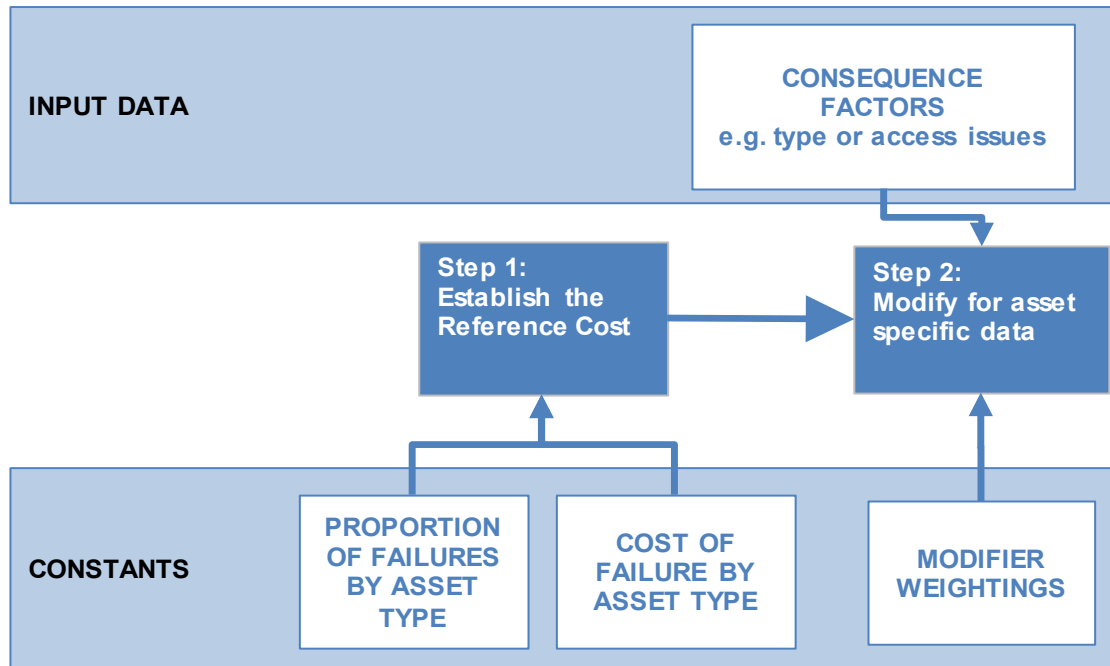 INPUT DATA
CONSEQUENCE
FACTORS
e.g. type or access issues
Step 1:
Establish the
Reference Cost
Step 2:
Modify for asset
specific data
CONSTANTS
PROPORTION
OF FAILURES
BY ASSET
TYPE
COST OF
FAILURE BY
ASSET TYPE
MODIFIER
WEIGHTINGS